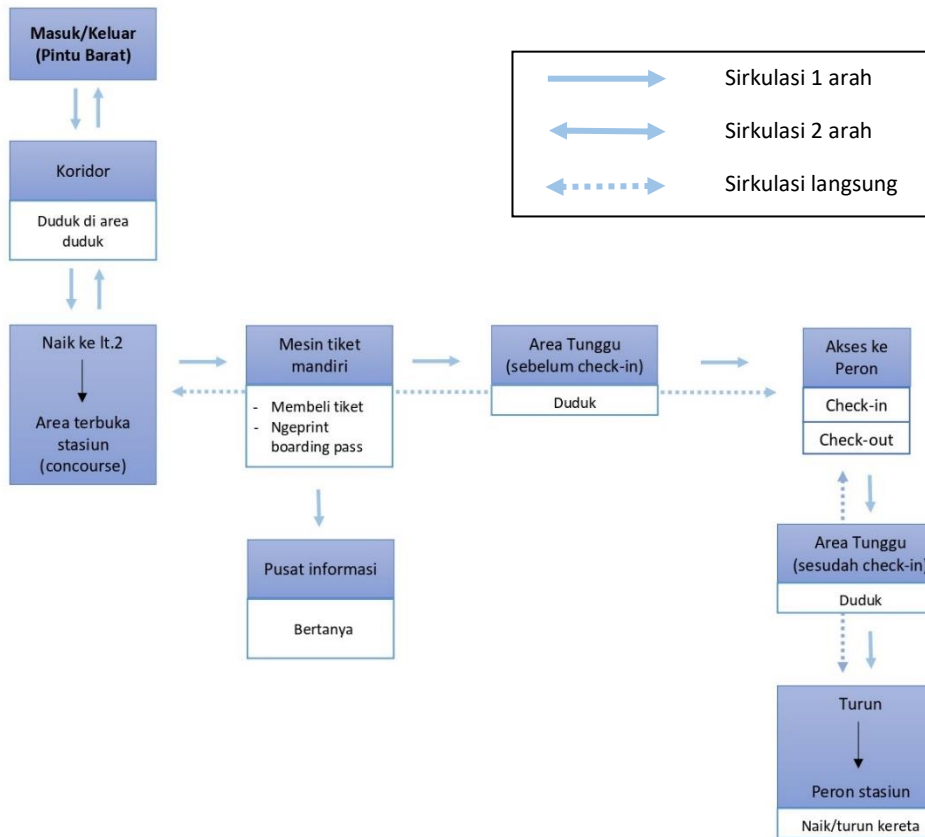 Masuk/Keluar
(Pintu Barat)
Sirkulasi 1 arah
Sirkulasi 2 arah
Sirkulasi langsung
Koridor
Duduk di area
duduk
Naik ke lt.2
Area terbuka
stasiun
(concourse)
Mesin tiket
mandiri
- Membeli tiket
- Ngeprint
boarding pass
Area Tunggu
(sebelum check-in)
Duduk
Akses ke
Peron
Check-in
Check-out
Pusat informasi
Bertanya
Area Tunggu
(sesudah check-in)
Duduk
Turun
Peron stasiun
Naik/turun kereta